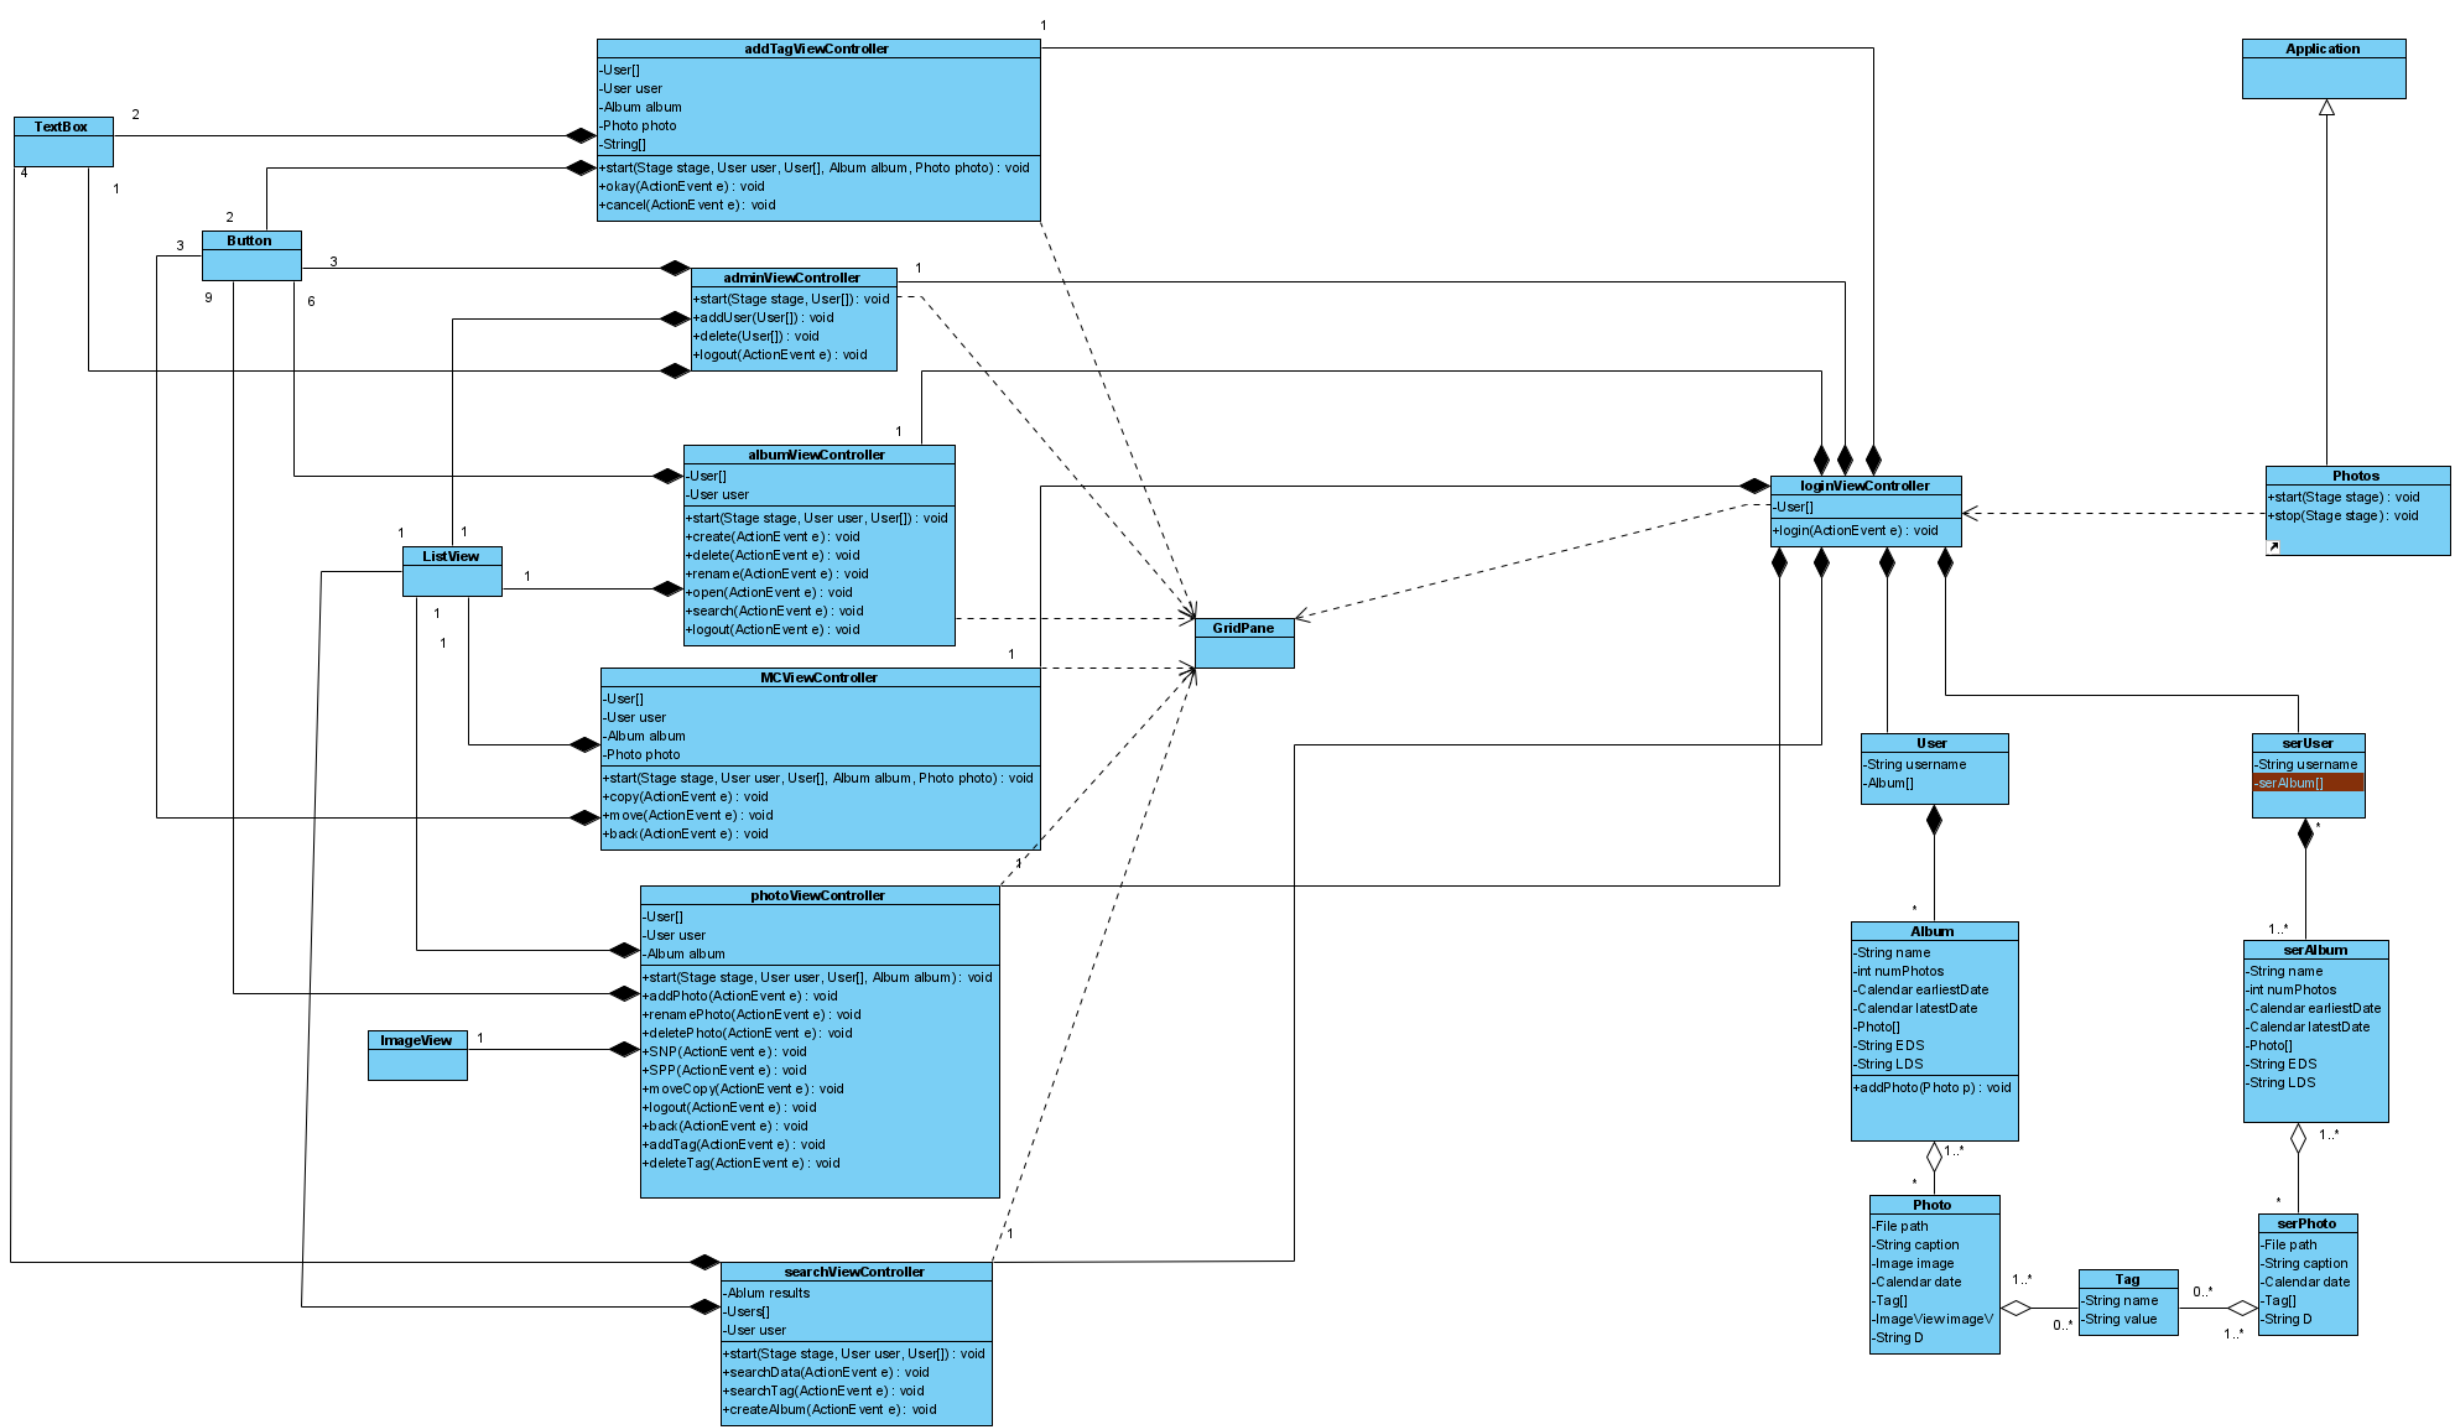 1
addTagViewController
-User[]
-User user
-Album album
-Photo photo
-String[]
+start(Stage stage, User user, User[], Album album, Photo photo) : void
+okay(ActionEvent e) : void
+cancel(ActionEvent e) : void
Application
TextBox
2
4
1
2
Button
3
3
9
6
adminViewController
+start(Stage stage, User[]) : void
+addUser(User[]) : void
+delete(User[]) : void
+logout(ActionEvent e) : void
1
1
albumViewController
-User[]
-User user
+start(Stage stage, User user, User[]) : void
+create(ActionEvent e) : void
+delete(ActionEvent e) : void
+rename(ActionEvent e) : void
+open(ActionEvent e) : void
+search(ActionEvent e) : void
+logout(ActionEvent e) : void
loginViewController
-User[]
+login(ActionEvent e) : void
Photos
+start(Stage stage) : void
+stop(Stage stage) : void
1
1
ListView
1
1
1
GridPane
1
MCViewController
-User[]
-User user
-Album album
-Photo photo
+start(Stage stage, User user, User[], Album album, Photo photo) : void
+copy(ActionEvent e) : void
+move(ActionEvent e) : void
+back(ActionEvent e) : void
User
-String username
-Album[]
serUser
-String username
-serAlbum[]
*
1
photoViewController
-User[]
-User user
-Album album
+start(Stage stage, User user, User[], Album album) : void
+addPhoto(ActionEvent e) : void
+renamePhoto(ActionEvent e) : void
+deletePhoto(ActionEvent e) : void
+SNP(ActionEvent e) : void
+SPP(ActionEvent e) : void
+moveCopy(ActionEvent e) : void
+logout(ActionEvent e) : void
+back(ActionEvent e) : void
+addTag(ActionEvent e) : void
+deleteTag(ActionEvent e) : void
ImageView
1
*
Album
-String name
-int numPhotos
-Calendar earliestDate
-Calendar latestDate
-Photo[]
-String EDS
-String LDS
+addPhoto(Photo p) : void
1..*
serAlbum
-String name
-int numPhotos
-Calendar earliestDate
-Calendar latestDate
-Photo[]
-String EDS
-String LDS
1..*
*
1..*
*
Photo
-File path
-String caption
-Image image
-Calendar date
-Tag[]
-ImageView imageV
-String D
1..*
0..*
Tag
-String name
-String value
0..*
1..*
serPhoto
-File path
-String caption
-Calendar date
-Tag[]
-String D
1
searchViewController
-Ablum results
-Users[]
-User user
+start(Stage stage, User user, User[]) : void
+searchData(ActionEvent e) : void
+searchTag(ActionEvent e) : void
+createAlbum(ActionEvent e) : void